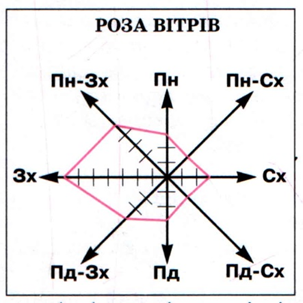 РОЗА ВІТРІВ
Пн-Зх Пн Пн-Сх
Зх Сх
Пд-Зх Пд Пд-Сх